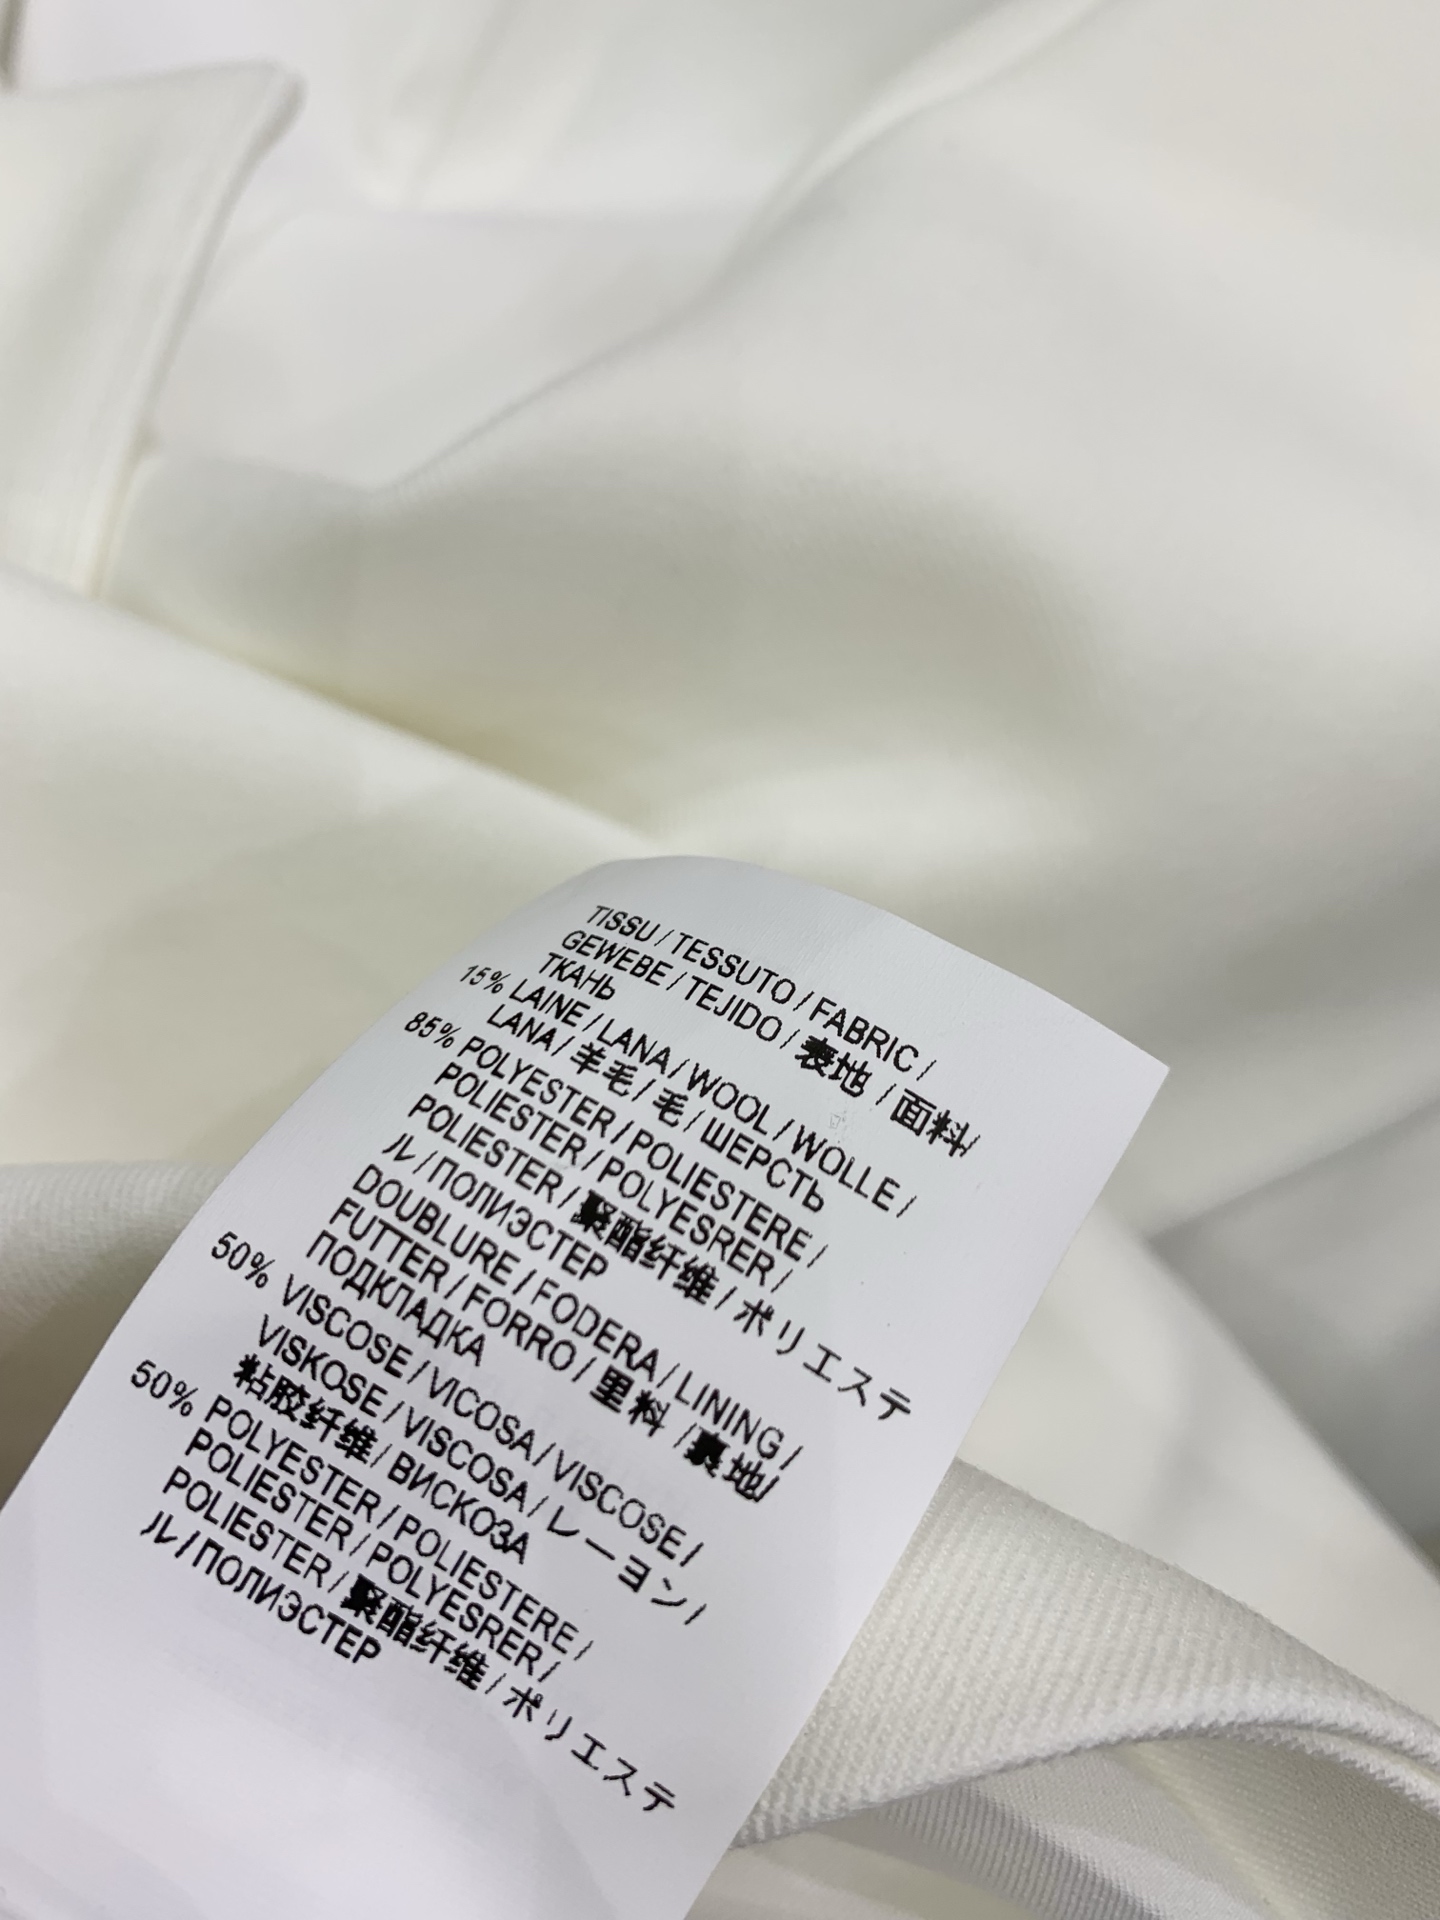 TISSU / TESSUTO / FABRIC /
GEWEBE / TEJIDO / 表地 / 面料/
ТКАНЬ
15% LAINE / LANA / WOOL / WOLLE /
LANA / 羊毛 / 毛 / ШЕРСТЬ
85% POLYESTER / POLIESTERE /
POLIESTER / POLYESRER /
POLIESTER / 聚酯纤维 / ポリエステ
ル / ПОЛИЭСТЕР
DOUBLURE / FODERA / LINING /
FUTTER / FORRO / 里料 / 裏地/
ПОДКЛАДКА
50% VISCOSE / VICOSA / VISCOSE /
VISKOSE / VISCOSA / レーヨン /
粘胶纤维 / ВИСКОЗА
50% POLYESTER / POLIESTERE /
POLIESTER / POLYESRER /
POLIESTER / 聚酯纤维 / ポリエステ
ル / ПОЛИЭСТЕР